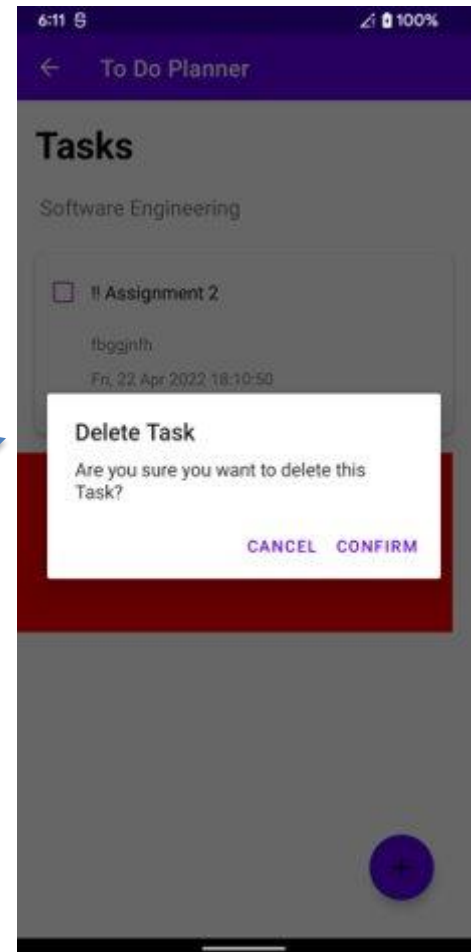 6:11 100%
To Do Planner
Tasks
Software Engineering
!! Assignment 2
fbggjnfh
Fri, 22 Apr 2022 18:10:50
Delete Task
Are you sure you want to delete this
Task?
CANCEL CONFIRM